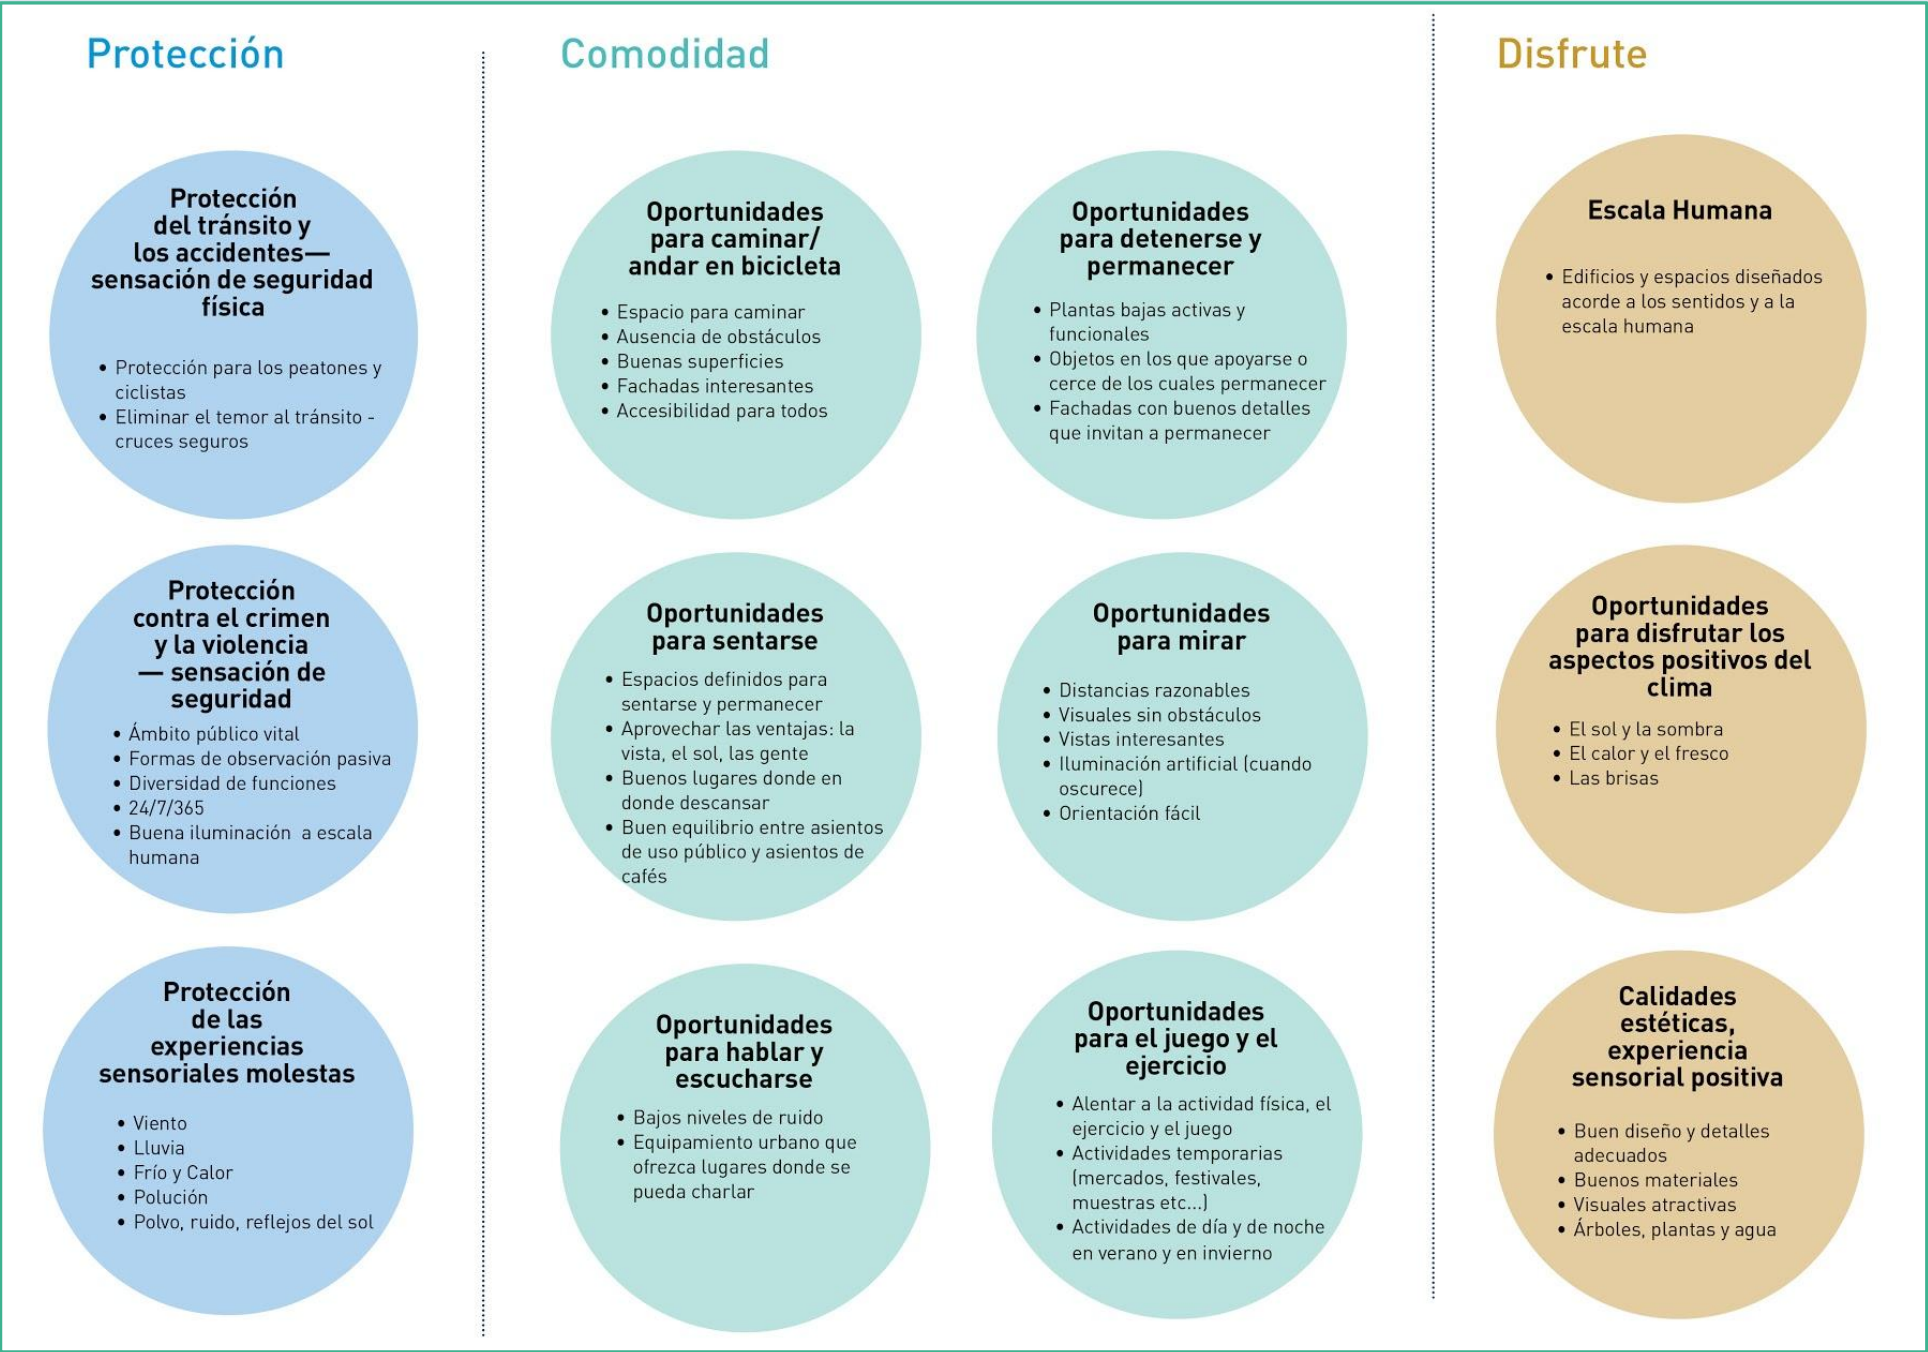 Protección
Protección
del tránsito y
los accidentes—
sensación de seguridad
física
• Protección para los peatones y
ciclistas
• Eliminar el temor al tránsito -
cruces seguros
Protección
contra el crimen
y la violencia
— sensación de
seguridad
• Ámbito público vital
• Formas de observación pasiva
• Diversidad de funciones
• 24/7/365
• Buena iluminación a escala
humana
Protección
de las
experiencias
sensoriales molestas
• Viento
• Lluvia
• Frío y Calor
• Polución
• Polvo, ruido, reflejos del sol
Comodidad
Oportunidades
para caminar/
andar en bicicleta
• Espacio para caminar
• Ausencia de obstáculos
• Buenas superficies
• Fachadas interesantes
• Accesibilidad para todos
Oportunidades
para detenerse y
permanecer
• Plantas bajas activas y
funcionales
• Objetos en los que apoyarse o
cerce de los cuales permanecer
• Fachadas con buenos detalles
que invitan a permanecer
Oportunidades
para sentarse
• Espacios definidos para
sentarse y permanecer
• Aprovechar las ventajas: la
vista, el sol, las gente
• Buenos lugares donde en
donde descansar
• Buen equilibrio entre asientos
de uso público y asientos de
cafés
Oportunidades
para mirar
• Distancias razonables
• Visuales sin obstáculos
• Vistas interesantes
• Iluminación artificial (cuando
oscurece)
• Orientación fácil
Oportunidades
para hablar y
escucharse
• Bajos niveles de ruido
• Equipamiento urbano que
ofrezca lugares donde se
pueda charlar
Oportunidades
para el juego y el
ejercicio
• Alentar a la actividad física, el
ejercicio y el juego
• Actividades temporarias
(mercados, festivales,
muestras etc...)
• Actividades de día y de noche
en verano y en invierno
Disfrute
Escala Humana
• Edificios y espacios diseñados
acorde a los sentidos y a la
escala humana
Oportunidades
para disfrutar los
aspectos positivos del
clima
• El sol y la sombra
• El calor y el fresco
• Las brisas
Calidades
estéticas,
experiencia
sensorial positiva
• Buen diseño y detalles
adecuados
• Buenos materiales
• Visuales atractivas
• Árboles, plantas y agua